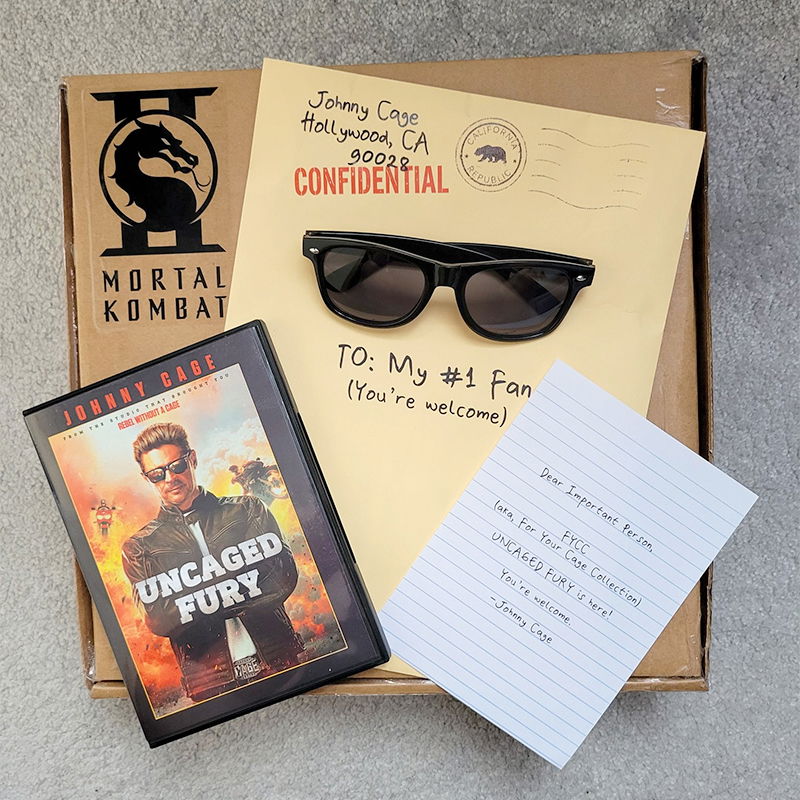 MORTAL
KOMBAT
II
Johnny Cage
Hollywood, CA
90028
CONFIDENTIAL
CALIFORNIA
REPUBLIC
TO: My #1 Fan
(You're welcome)
JOHNNY CAGE
FROM THE STUDIO THAT BROUGHT YOU
REBEL WITHOUT A CAGE
UNCAGED
FURY
Dear Important Person,
FYCC
(aka, For Your Cage Collection)
UNCAGED FURY is here!
You're welcome.
-Johnny Cage